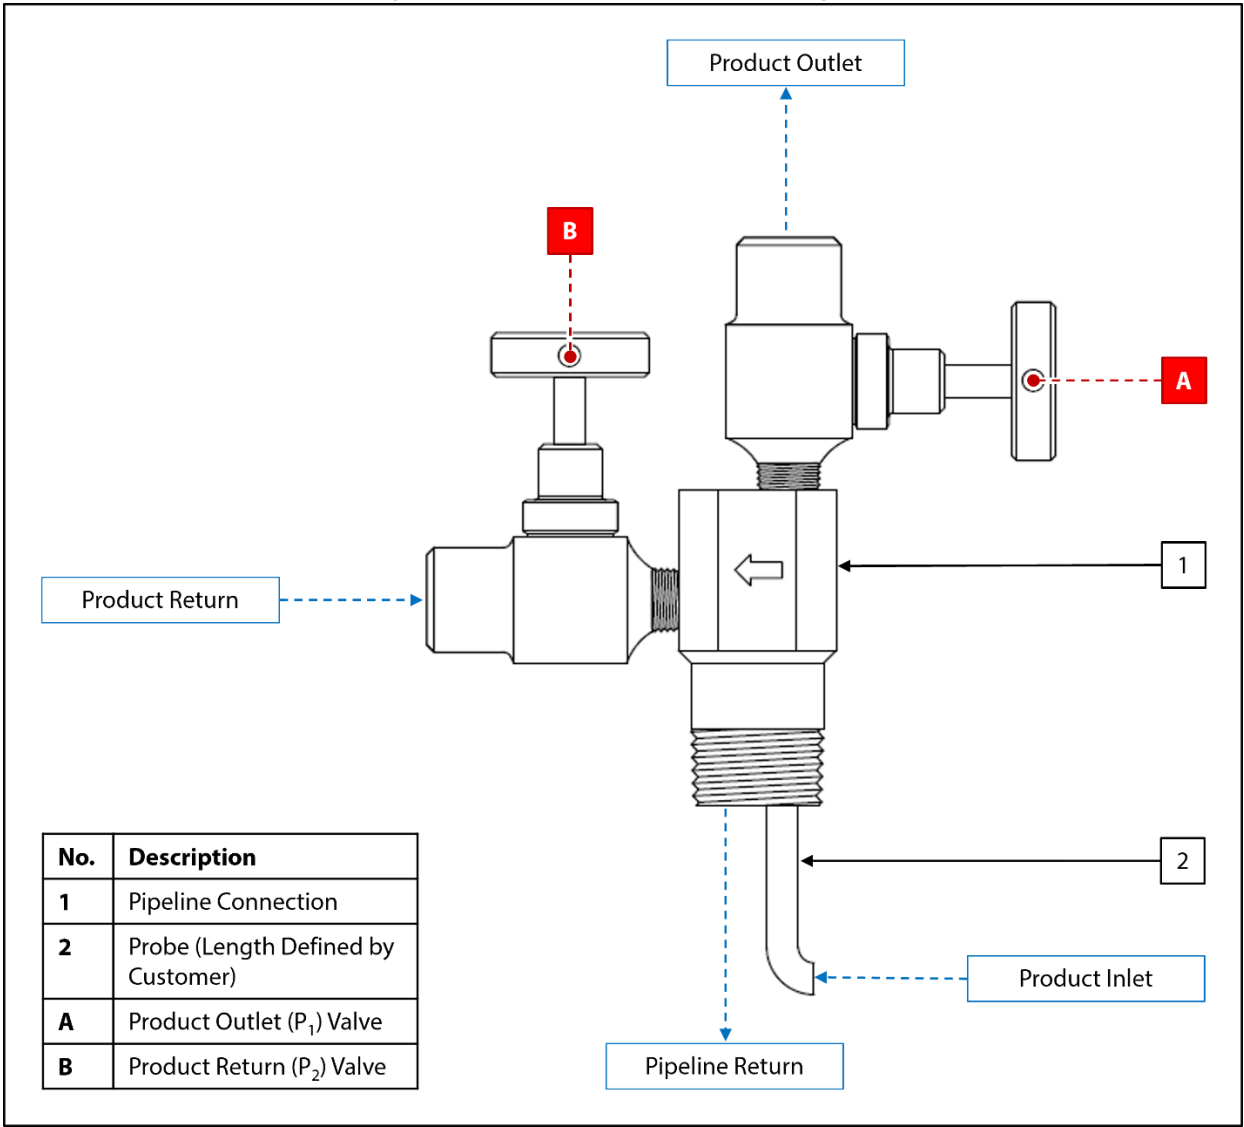 Product Outlet
B
A
1
Product Return
2
Product Inlet
Pipeline Return
No. Description
1 Pipeline Connection
2 Probe (Length Defined by
Customer)
A Product Outlet (P₁) Valve
B Product Return (P₂) Valve